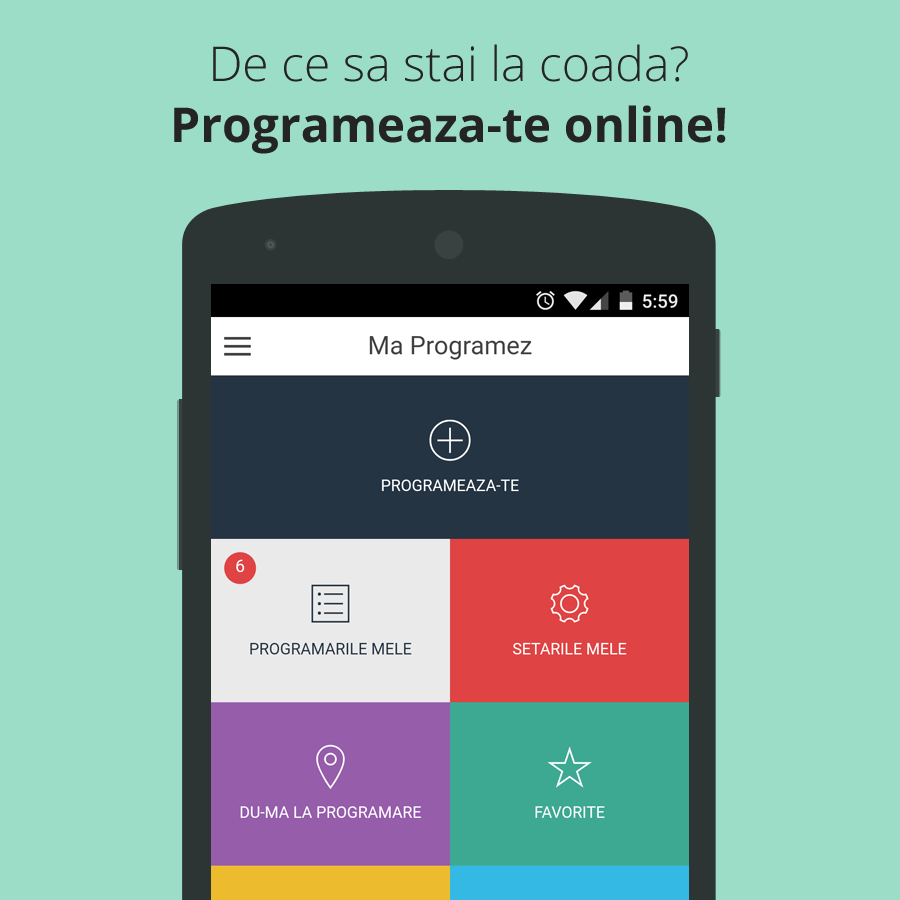 De ce sa stai la coada?
Programeaza-te online!
5:59
Ma Programez
PROGRAMEAZA-TE
6
PROGRAMARILE MELE
SETARILE MELE
DU-MA LA PROGRAMARE
FAVORITE